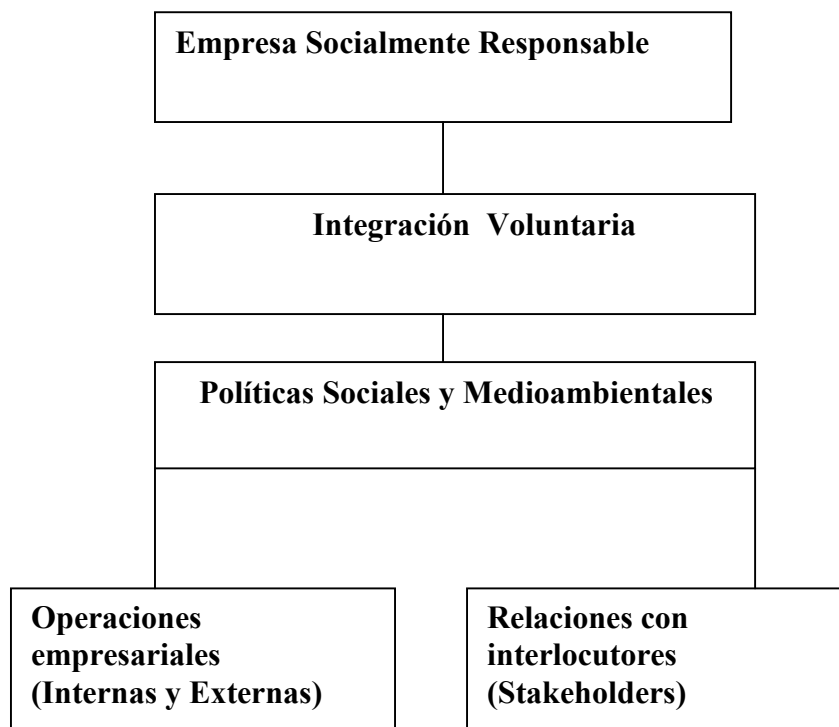 Empresa Socialmente Responsable
Integración Voluntaria
Políticas Sociales y Medioambientales
Operaciones
empresariales
(Internas y Externas)
Relaciones con
interlocutores
(Stakeholders)